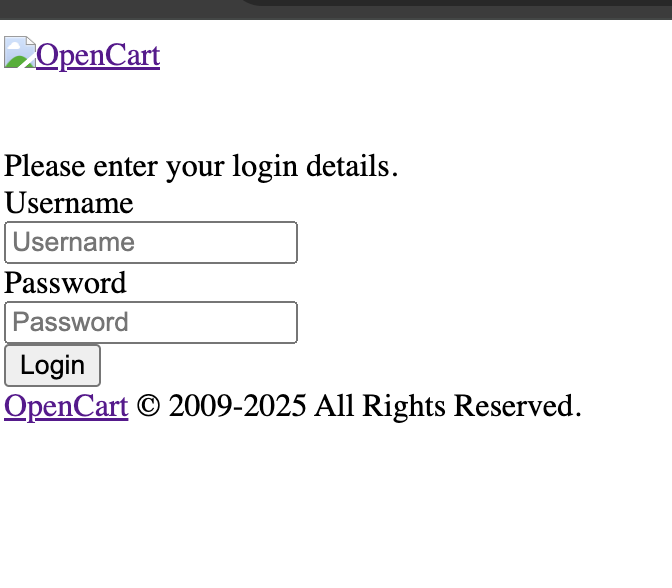 OpenCart
Please enter your login details.
Username
Username
Password
Password
Login
OpenCart © 2009-2025 All Rights Reserved.